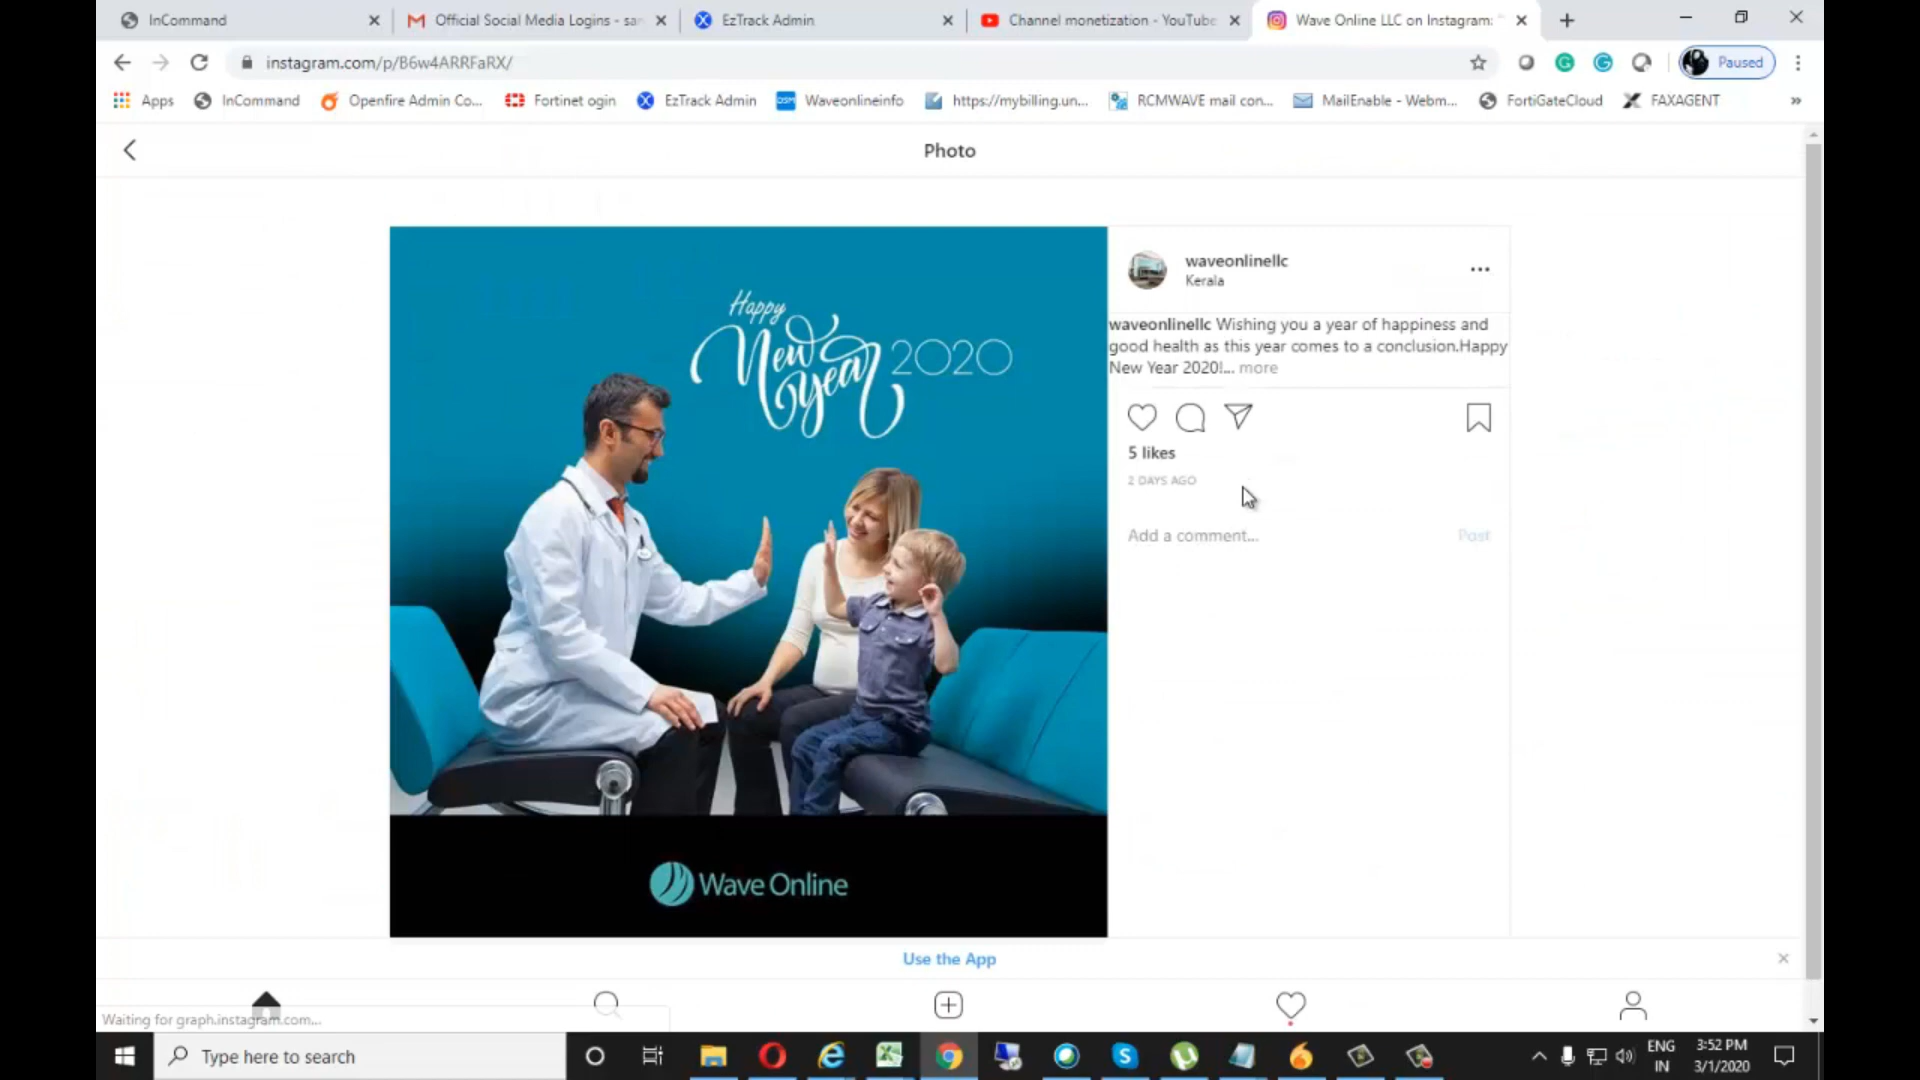 InCommand
Official Social Media Logins - san
EzTrack Admin
Channel monetization - YouTube
Wave Online LLC on Instagram: "
instagram.com/p/B6w4ARRFaRX/
Paused
Apps
InCommand
Openfire Admin Co...
Fortinet ogin
EzTrack Admin
Waveonlineinfo
https://mybilling.un...
RCMWAVE mail con...
MailEnable - Webm...
FortiGateCloud
FAXAGENT
»
Photo
Happy
New Year 2020
Wave Online
waveonlinellc
Kerala
waveonlinellc Wishing you a year of happiness and
good health as this year comes to a conclusion.Happy
New Year 2020!... more
5 likes
2 DAYS AGO
Add a comment...
Post
Use the App
Waiting for graph.instagram.com...
Type here to search
ENG
IN
3:52 PM
3/1/2020